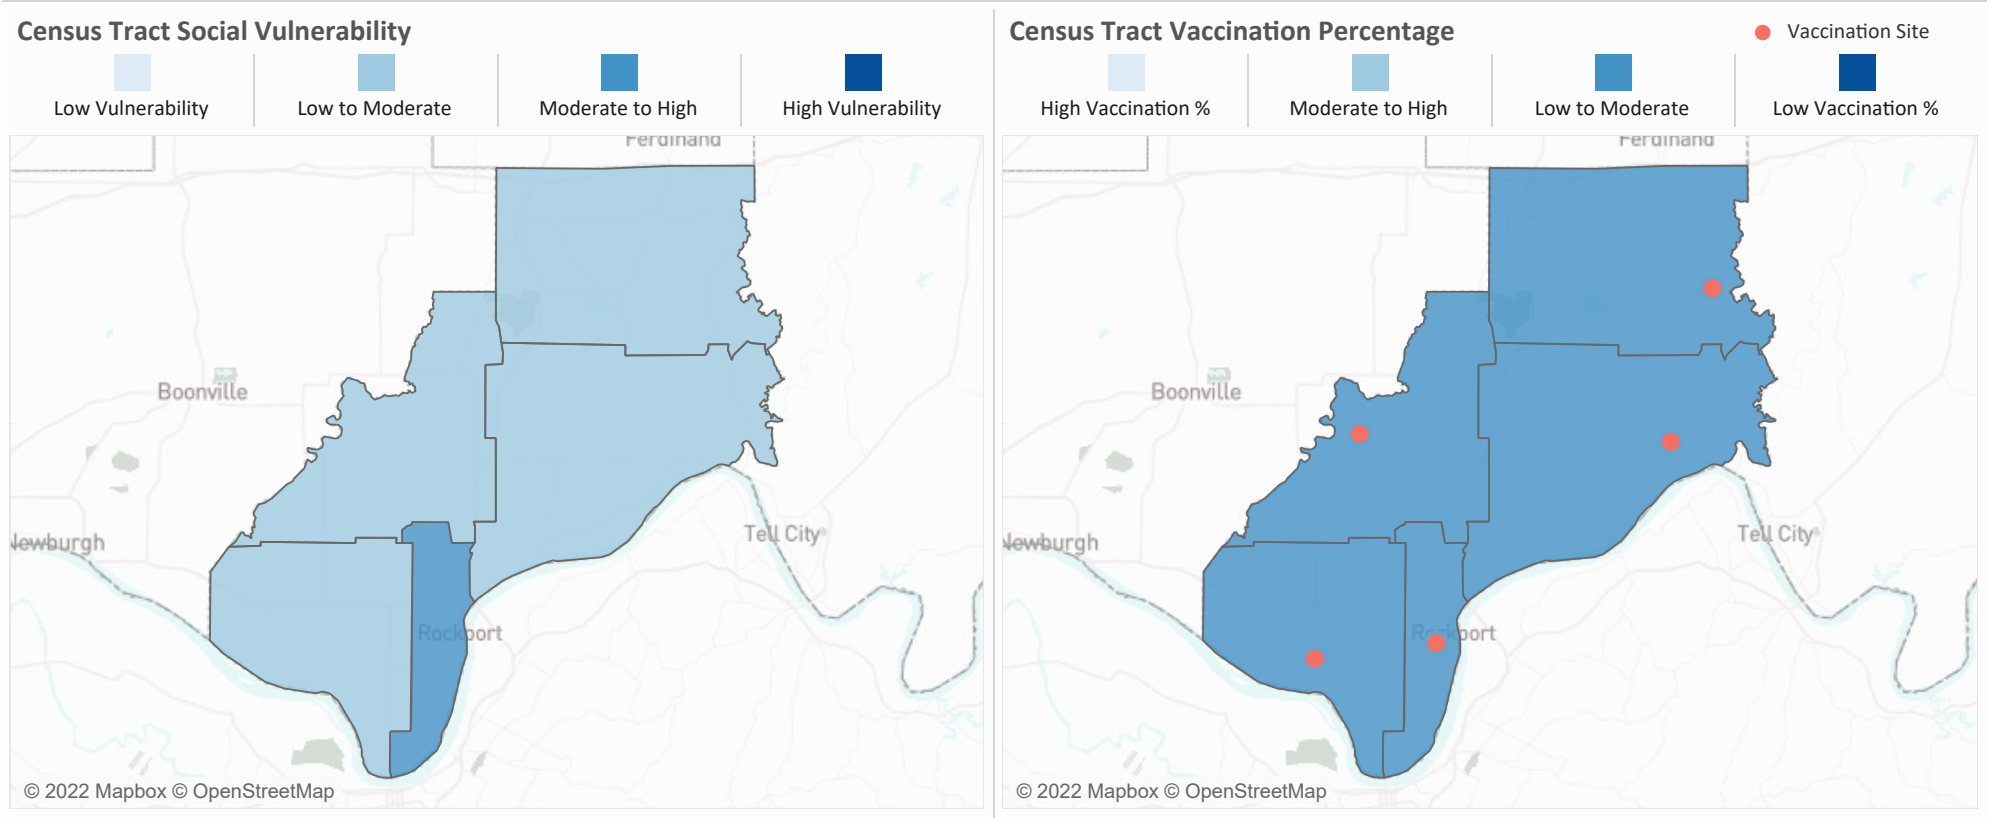 Census Tract Social Vulnerability
Low Vulnerability
Low to Moderate
Moderate to High
High Vulnerability
Ferdinand
Boonville
Newburgh
Tell City
Rockport
© 2022 Mapbox © OpenStreetMap
Census Tract Vaccination Percentage
Vaccination Site
High Vaccination %
Moderate to High
Low to Moderate
Low Vaccination %
Ferdinand
Boonville
Newburgh
Tell City
Rockport
© 2022 Mapbox © OpenStreetMap